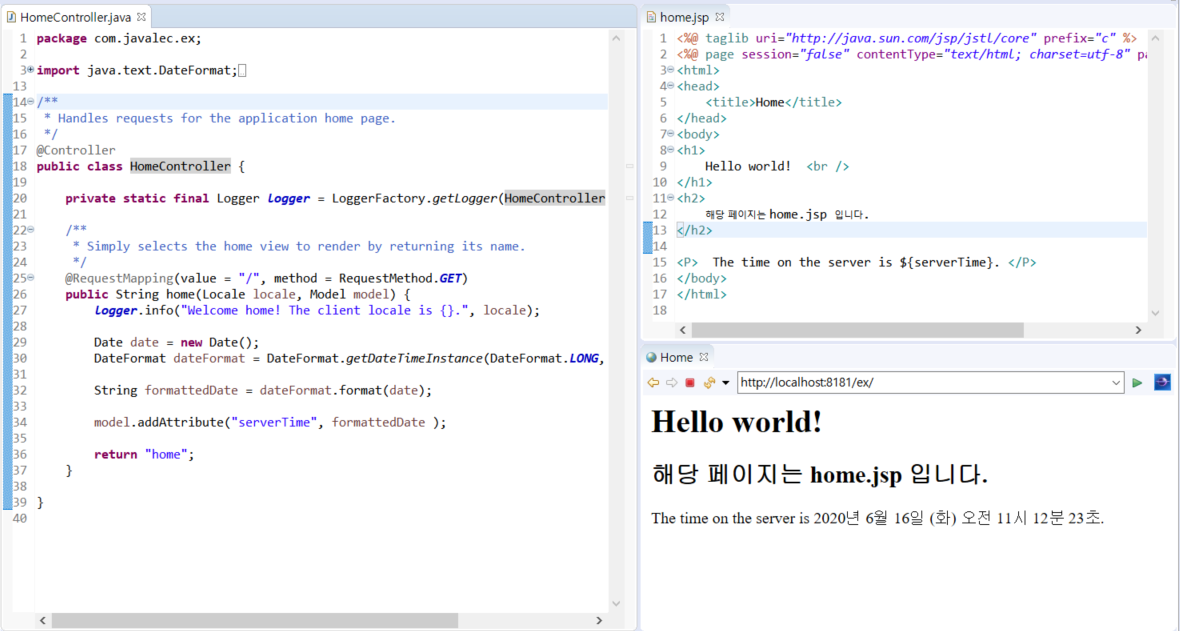 HomeController.java
1 package com.javalec.ex;
2
3 import java.text.DateFormat;
13
14 /**
15 * Handles requests for the application home page.
16 */
17 @Controller
18 public class HomeController {
19
20 private static final Logger logger = LoggerFactory.getLogger(HomeController
21
22 /**
23 * Simply selects the home view to render by returning its name.
24 */
25 @RequestMapping(value = "/", method = RequestMethod.GET)
26 public String home(Locale locale, Model model) {
27 logger.info("Welcome home! The client locale is {}.", locale);
28
29 Date date = new Date();
30 DateFormat dateFormat = DateFormat.getDateTimeInstance(DateFormat.LONG,
31
32 String formattedDate = dateFormat.format(date);
33
34 model.addAttribute("serverTime", formattedDate );
35
36 return "home";
37 }
38
39 }
40
home.jsp
1 <%@ taglib uri="http://java.sun.com/jsp/jstl/core" prefix="c" %>
2 <%@ page session="false" contentType="text/html; charset=utf-8" pa
3 <html>
4 <head>
5 <title>Home</title>
6 </head>
7 <body>
8 <h1>
9 Hello world! <br />
10 </h1>
11 <h2>
12 해당 페이지는 home.jsp 입니다.
13 </h2>
14
15 <P> The time on the server is ${serverTime}. </P>
16 </body>
17 </html>
18
Home
http://localhost:8181/ex/
Hello world!
해당 페이지는 home.jsp 입니다.
The time on the server is 2020년 6월 16일 (화) 오전 11시 12분 23초.